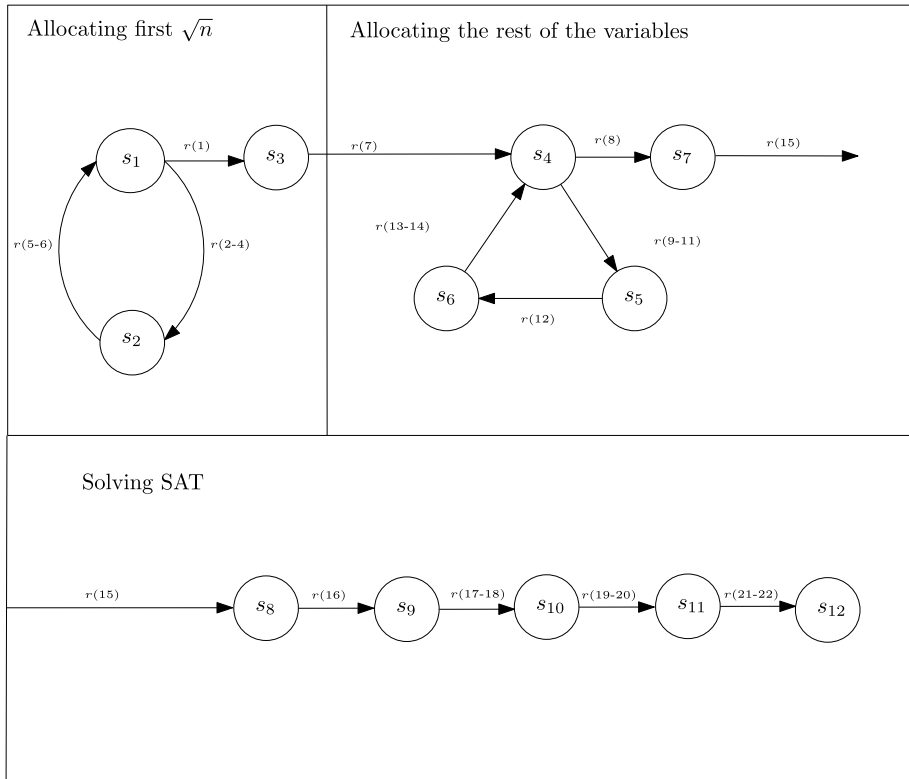 Allocating first √n
Allocating the rest of the variables
s₁
r(1)
s₃
r(7)
s₄
r(8)
s₇
r(15)
r(5-6)
r(2-4)
r(13-14)
r(9-11)
s₆
s₅
r(12)
s₂
Solving SAT
r(15)
s₈
r(16)
s₉
r(17-18)
s₁₀
r(19-20)
s₁₁
r(21-22)
s₁₂